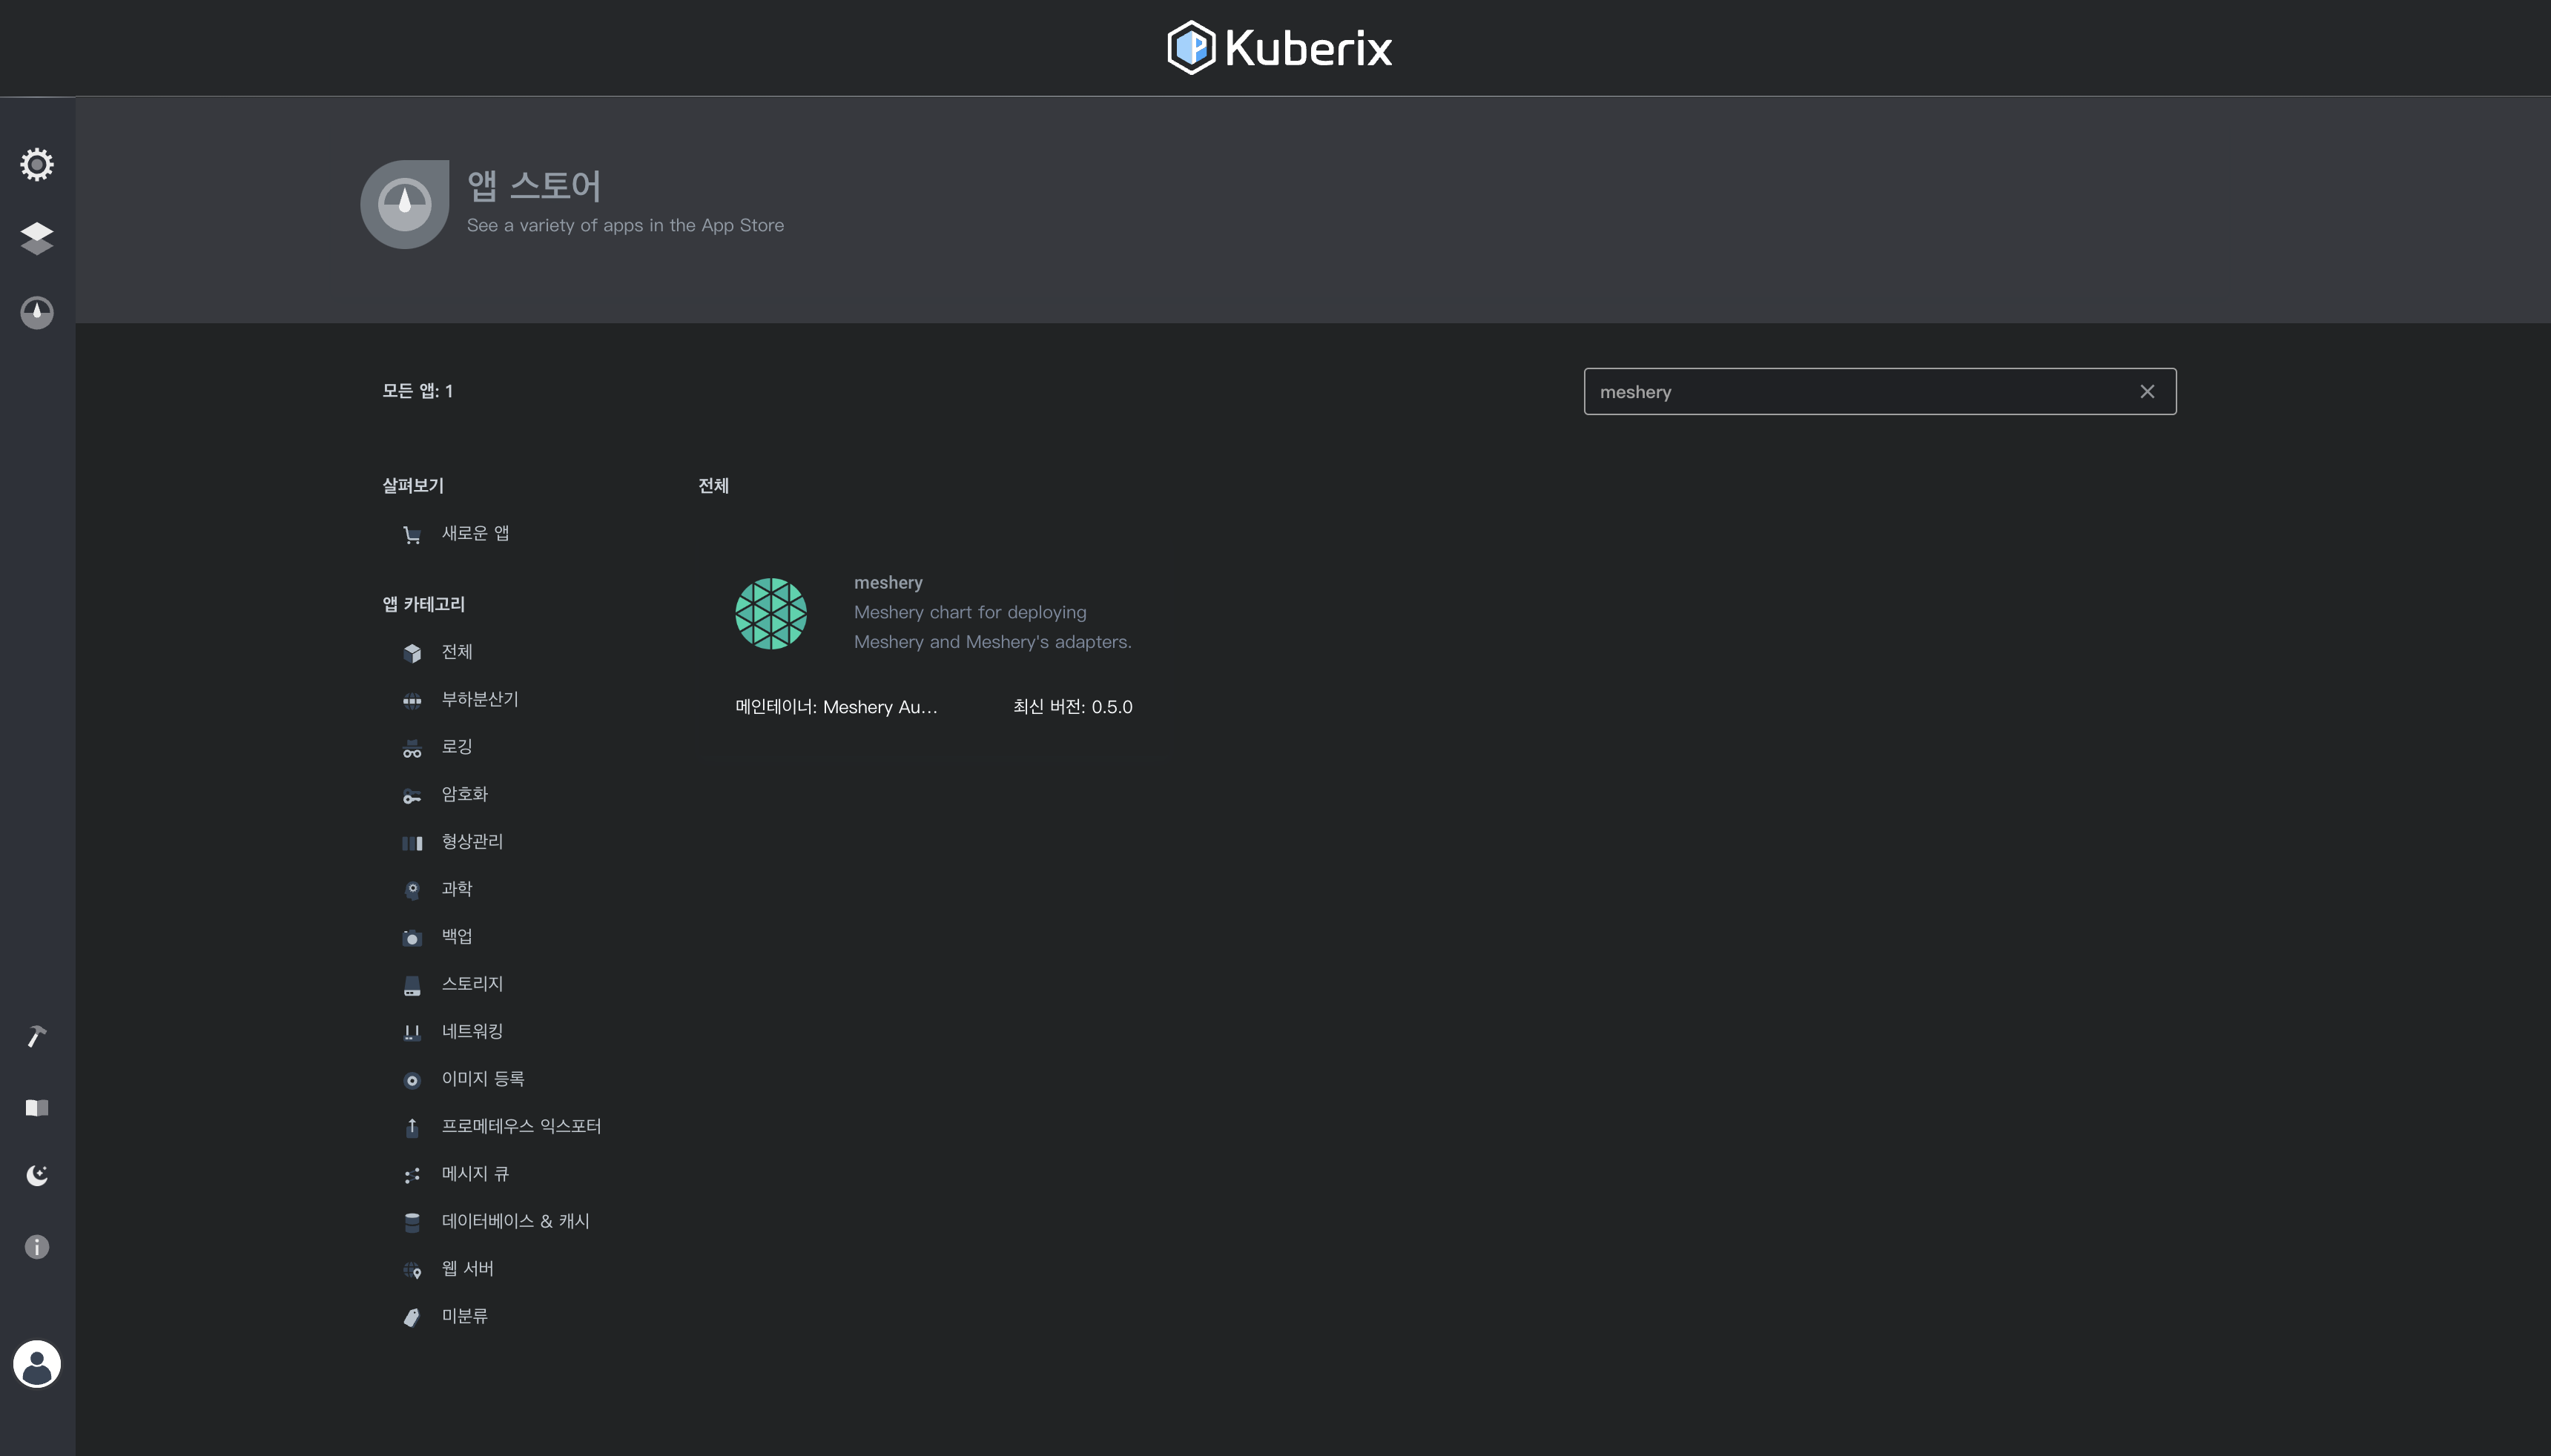 Kuberix
앱 스토어
See a variety of apps in the App Store
모든 앱: 1
meshery
살펴보기
새로운 앱
앱 카테고리
전체
부하분산기
로깅
암호화
형상관리
과학
백업
스토리지
네트워킹
이미지 등록
프로메테우스 익스포터
메시지 큐
데이터베이스 & 캐시
웹 서버
미분류
전체
meshery
Meshery chart for deploying
Meshery and Meshery's adapters.
메인테이너: Meshery Au…
최신 버전: 0.5.0